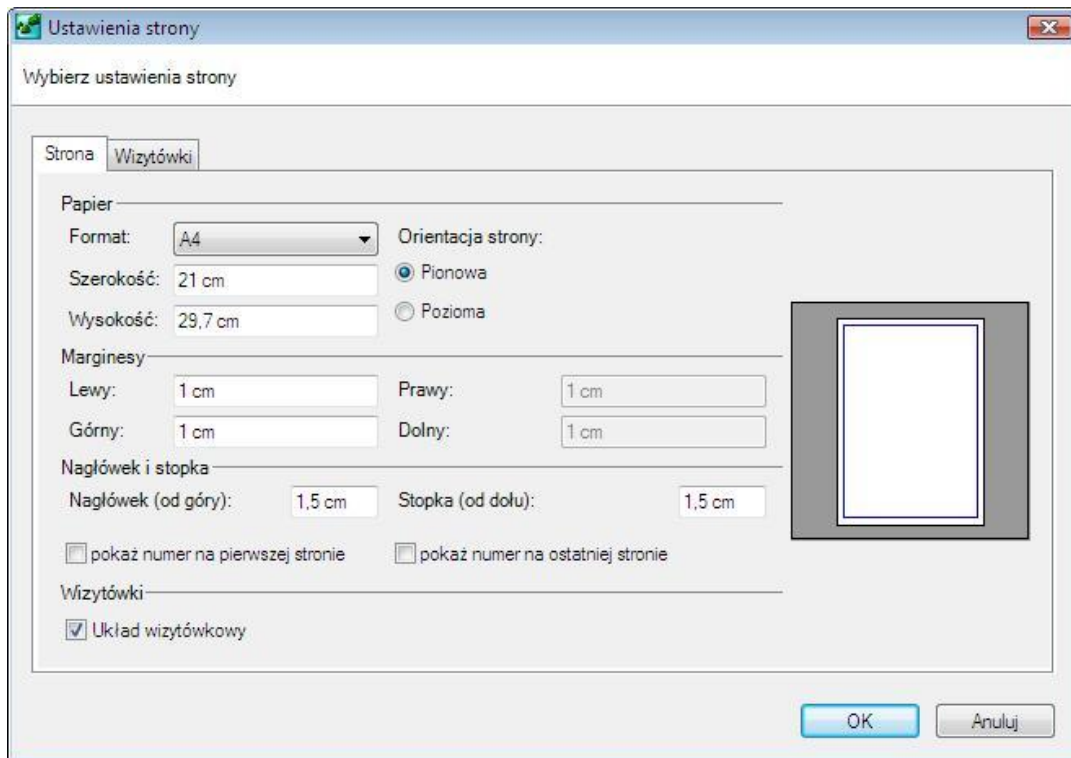 Ustawienia strony
Wybierz ustawienia strony
Strona Wizytówki
Papier
Format: A4 Orientacja strony:
Szerokość: 21 cm Pionowa
Wysokość: 29,7 cm Pozioma
Marginesy
Lewy: 1 cm Prawy: 1 cm
Górny: 1 cm Dolny: 1 cm
Nagłówek i stopka
Nagłówek (od góry): 1,5 cm Stopka (od dołu): 1,5 cm
pokaż numer na pierwszej stronie pokaż numer na ostatniej stronie
Wizytówki
Układ wizytówkowy
OK Anuluj